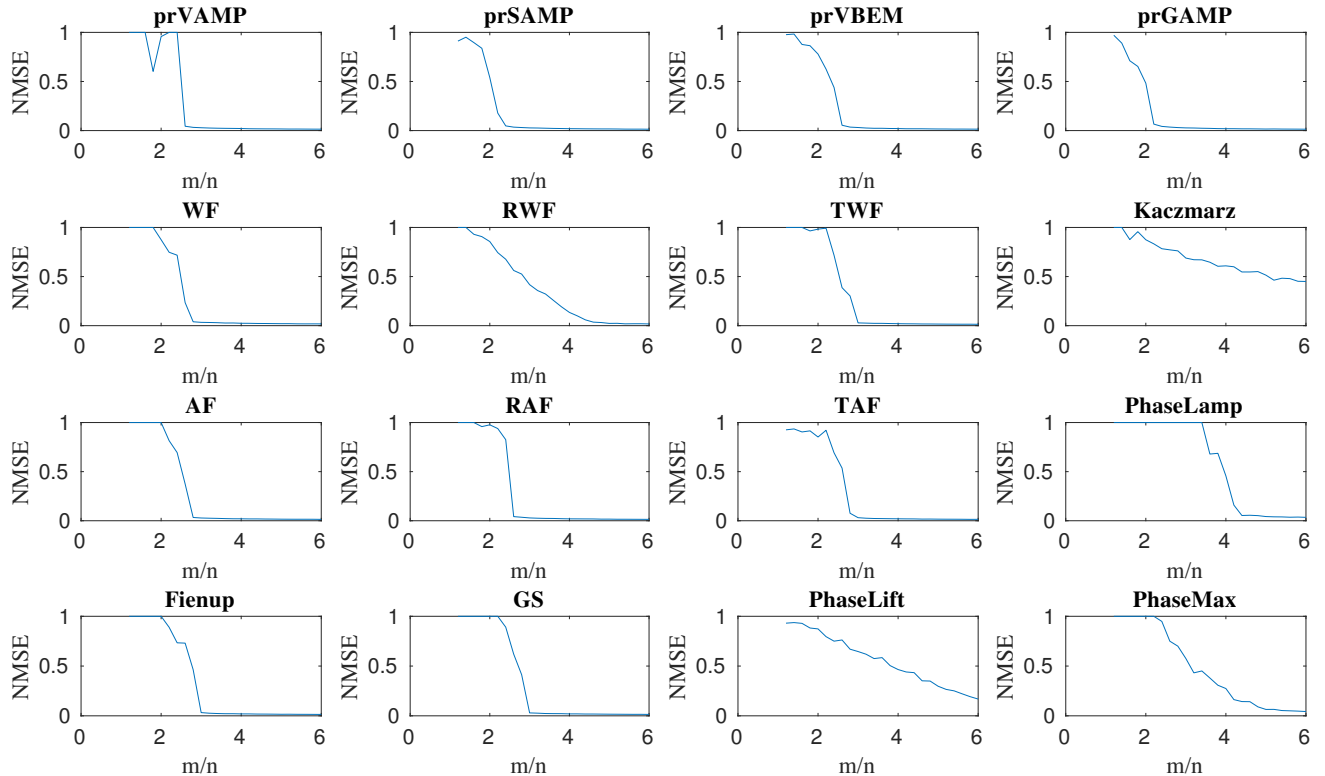 prVAMP prSAMP prVBEM prGAMP
1 1 1 1
NMSE NMSE NMSE NMSE
0.5 0.5 0.5 0.5
0 0 0 0
0 2 4 6 0 2 4 6 0 2 4 6 0 2 4 6
m/n m/n m/n m/n
WF RWF TWF Kaczmarz
1 1 1 1
NMSE NMSE NMSE NMSE
0.5 0.5 0.5 0.5
0 0 0 0
0 2 4 6 0 2 4 6 0 2 4 6 0 2 4 6
m/n m/n m/n m/n
AF RAF TAF PhaseLamp
1 1 1 1
NMSE NMSE NMSE NMSE
0.5 0.5 0.5 0.5
0 0 0 0
0 2 4 6 0 2 4 6 0 2 4 6 0 2 4 6
m/n m/n m/n m/n
Fienup GS PhaseLift PhaseMax
1 1 1 1
NMSE NMSE NMSE NMSE
0.5 0.5 0.5 0.5
0 0 0 0
0 2 4 6 0 2 4 6 0 2 4 6 0 2 4 6
m/n m/n m/n m/n